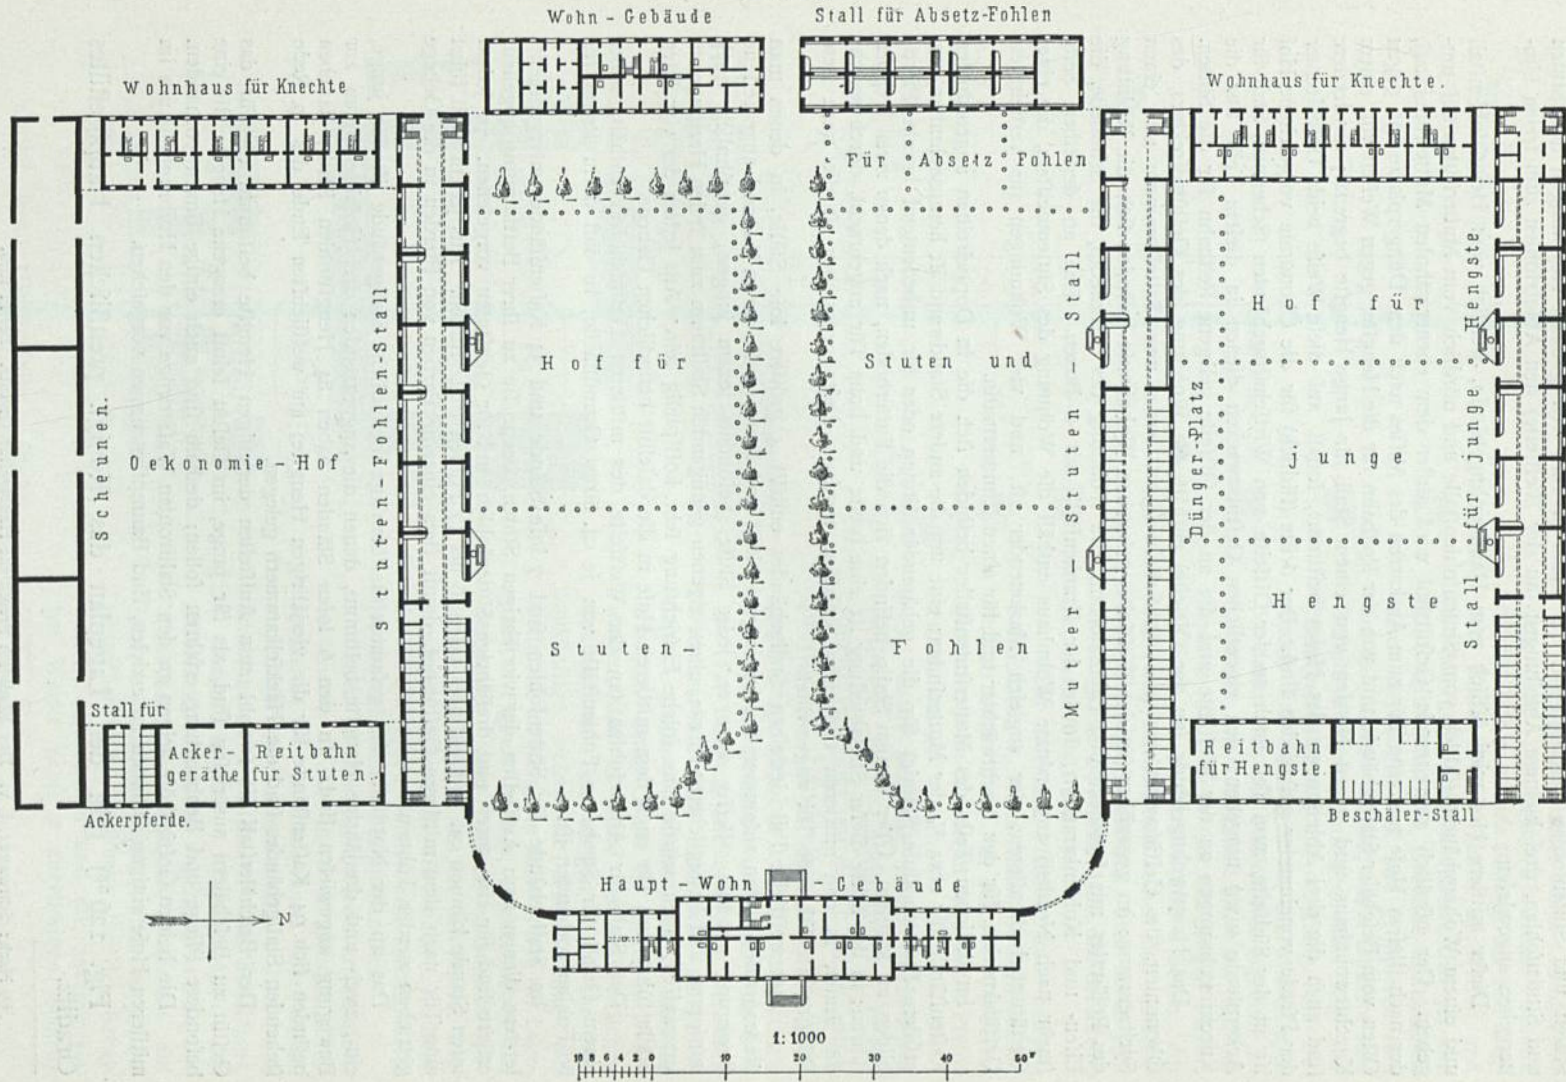 Wohn-Gebäude
Stall für Absetz-Fohlen
Wohnhaus für Knechte
Wohnhaus für Knechte.
Für Absetz Fohlen
Scheunen.
Oekonomie-Hof
Stuten-Fohlen-Stall
Hof für
Stuten-
Stuten und
Fohlen
Mutter-Stuten-Stall
Dünger-Platz
Hof für
junge
Hengste
Stall für junge Hengste
Stall für
Ackerpferde.
Acker-
geräthe
Reitbahn
für Stuten.
Reitbahn
für Hengste.
Beschäler-Stall
Haupt-Wohn-Gebäude
N
1:1000
10 8 6 4 2 0 10 20 30 40 50 m